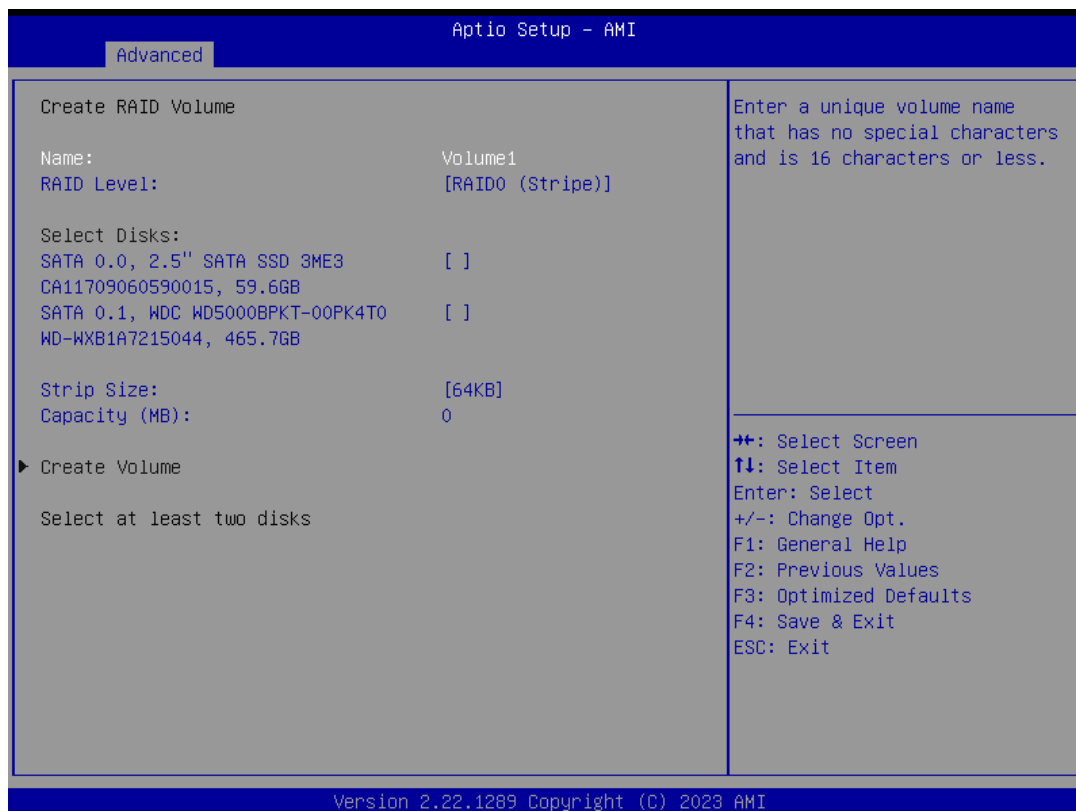 Aptio Setup – AMI
Advanced
Create RAID Volume
Name: Volume1
RAID Level: [RAID0 (Stripe)]
Select Disks:
SATA 0.0, 2.5" SATA SSD 3ME3 [ ]
CA11709060590015, 59.6GB
SATA 0.1, WDC WD5000BPKT-00PK4T0 [ ]
WD-WXB1A7215044, 465.7GB
Strip Size: [64KB]
Capacity (MB): 0
▶ Create Volume
Select at least two disks
Enter a unique volume name
that has no special characters
and is 16 characters or less.
→←: Select Screen
↑↓: Select Item
Enter: Select
+/-: Change Opt.
F1: General Help
F2: Previous Values
F3: Optimized Defaults
F4: Save & Exit
ESC: Exit
Version 2.22.1289 Copyright (C) 2023 AMI